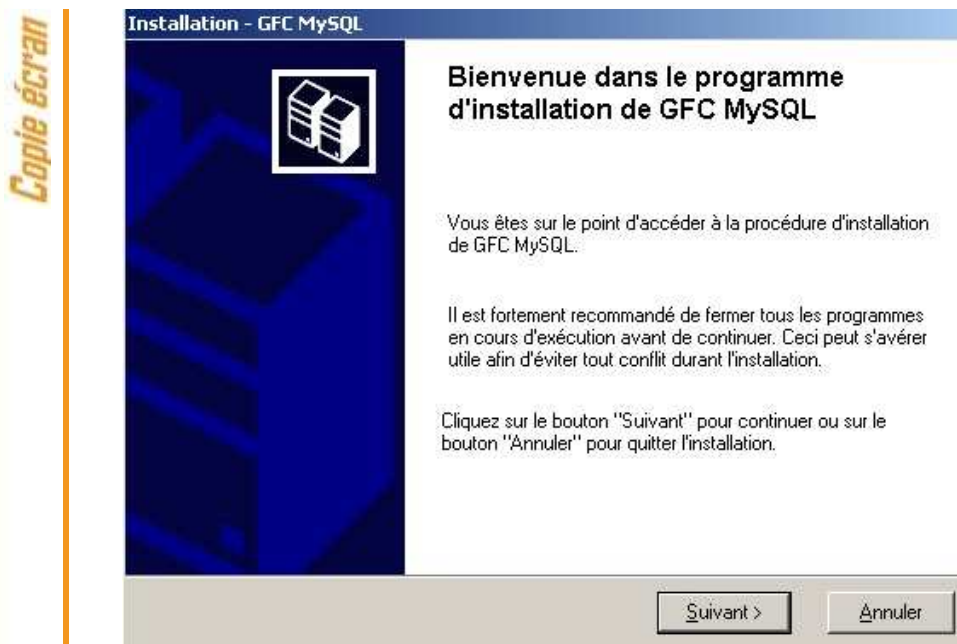 Copie écran
Installation - GFC MySQL
Bienvenue dans le programme
d'installation de GFC MySQL
Vous êtes sur le point d'accéder à la procédure d'installation
de GFC MySQL.
Il est fortement recommandé de fermer tous les programmes
en cours d'exécution avant de continuer. Ceci peut s'avérer
utile afin d'éviter tout conflit durant l'installation.
Cliquez sur le bouton "Suivant" pour continuer ou sur le
bouton "Annuler" pour quitter l'installation.
Suivant >
Annuler